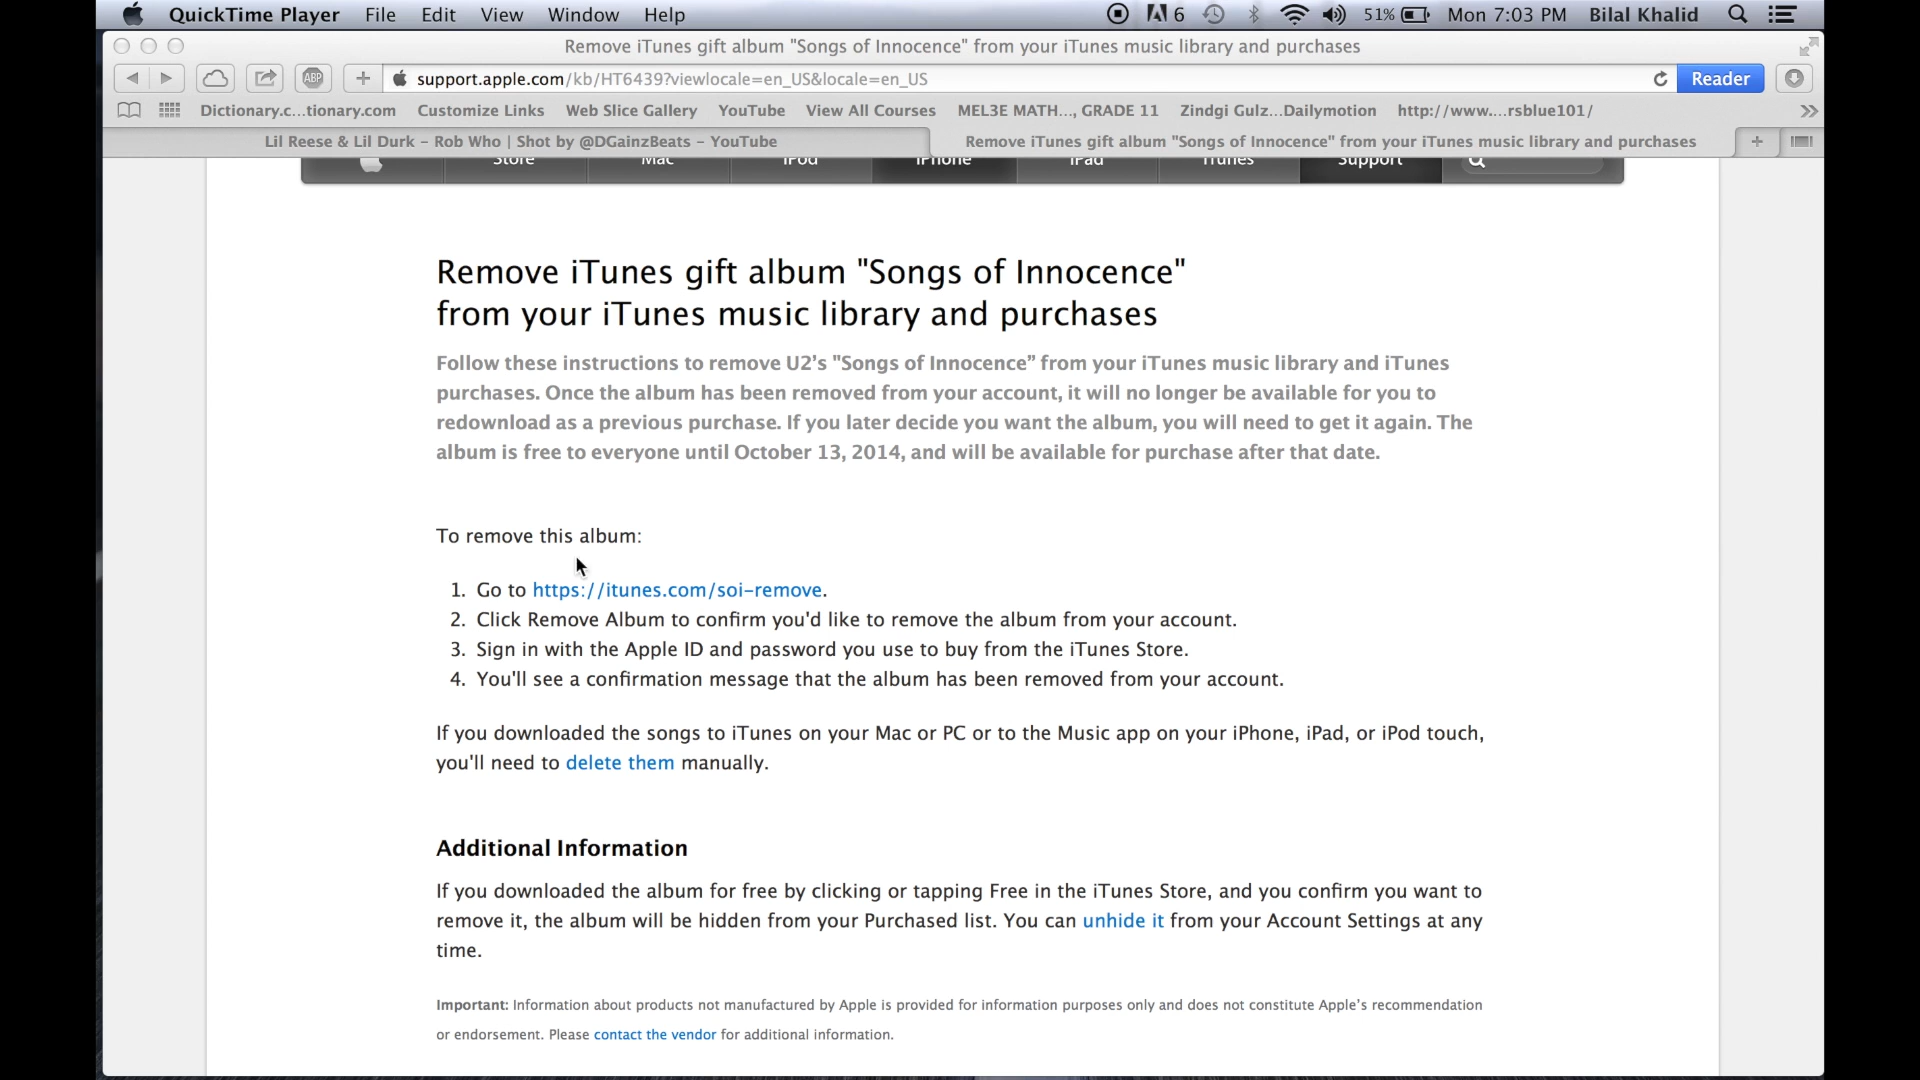 QuickTime Player File Edit View Window Help 6 51% Mon 7:03 PM Bilal Khalid
Remove iTunes gift album "Songs of Innocence" from your iTunes music library and purchases
ABP + support.apple.com/kb/HT6439?viewlocale=en_US&locale=en_US Reader
Dictionary.c...tionary.com Customize Links Web Slice Gallery YouTube View All Courses MEL3E MATH..., GRADE 11 Zindgi Gulz...Dailymotion http://www....rsblue101/ >>
Lil Reese & Lil Durk – Rob Who | Shot by @DGainzBeats – YouTube Remove iTunes gift album "Songs of Innocence" from your iTunes music library and purchases +
Store Mac iPod iPhone iPad iTunes Support
Remove iTunes gift album "Songs of Innocence"
from your iTunes music library and purchases
Follow these instructions to remove U2’s "Songs of Innocence” from your iTunes music library and iTunes
purchases. Once the album has been removed from your account, it will no longer be available for you to
redownload as a previous purchase. If you later decide you want the album, you will need to get it again. The
album is free to everyone until October 13, 2014, and will be available for purchase after that date.
To remove this album:
1. Go to https://itunes.com/soi-remove.
2. Click Remove Album to confirm you'd like to remove the album from your account.
3. Sign in with the Apple ID and password you use to buy from the iTunes Store.
4. You'll see a confirmation message that the album has been removed from your account.
If you downloaded the songs to iTunes on your Mac or PC or to the Music app on your iPhone, iPad, or iPod touch,
you'll need to delete them manually.
Additional Information
If you downloaded the album for free by clicking or tapping Free in the iTunes Store, and you confirm you want to
remove it, the album will be hidden from your Purchased list. You can unhide it from your Account Settings at any
time.
Important: Information about products not manufactured by Apple is provided for information purposes only and does not constitute Apple’s recommendation
or endorsement. Please contact the vendor for additional information.